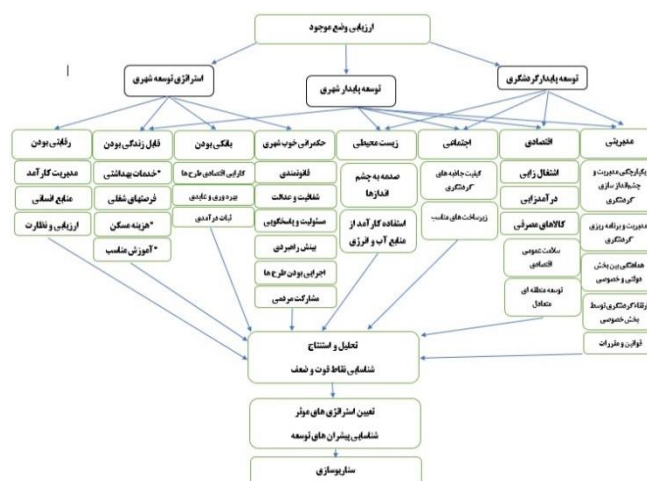 ارزیابی وضع موجود
توسعه پایدار گردشگری
توسعه پایدار شهری
استراتژی توسعه شهری
مدیریتی
یکپارچگی مدیریت و
چشم‌انداز سازی
گردشگری
مدیریت و برنامه ریزی
گردشگری
هماهنگی بین بخش
دولتی و خصوصی
ارتقاء گردشگری توسط
بخش خصوصی
قوانین و مقررات
اقتصادی
اشتغال زایی
درآمدزایی
کالاهای مصرفی
سلامت عمومی
اقتصادی
توسعه منطقه ای
متعادل
اجتماعی
کیفیت جاذبه های
گردشگری
زیرساخت های مناسب
زیست محیطی
صدمه به چشم
اندازها
استفاده کارآمد از
منابع آب و انرژی
حکمرانی خوب شهری
قانونمندی
شفافیت و عدالت
مسئولیت و پاسخگویی
بینش راهبردی
اجرایی بودن طرح ها
مشارکت مردمی
بانکی بودن
کارایی اقتصادی طرح ها
بهره وری و عایدی
ثبات درآمدی
قابل زندگی بودن
*خدمات بهداشتی
فرصتهای شغلی
*هزینه مسکن
*آموزش مناسب
رقابتی بودن
مدیریت کارآمد
منابع انسانی
ارزیابی و نظارت
تحلیل و استنتاج
شناسایی نقاط قوت و ضعف
تعیین استراتژی های موثر
شناسایی پیشران های توسعه
سناریوسازی